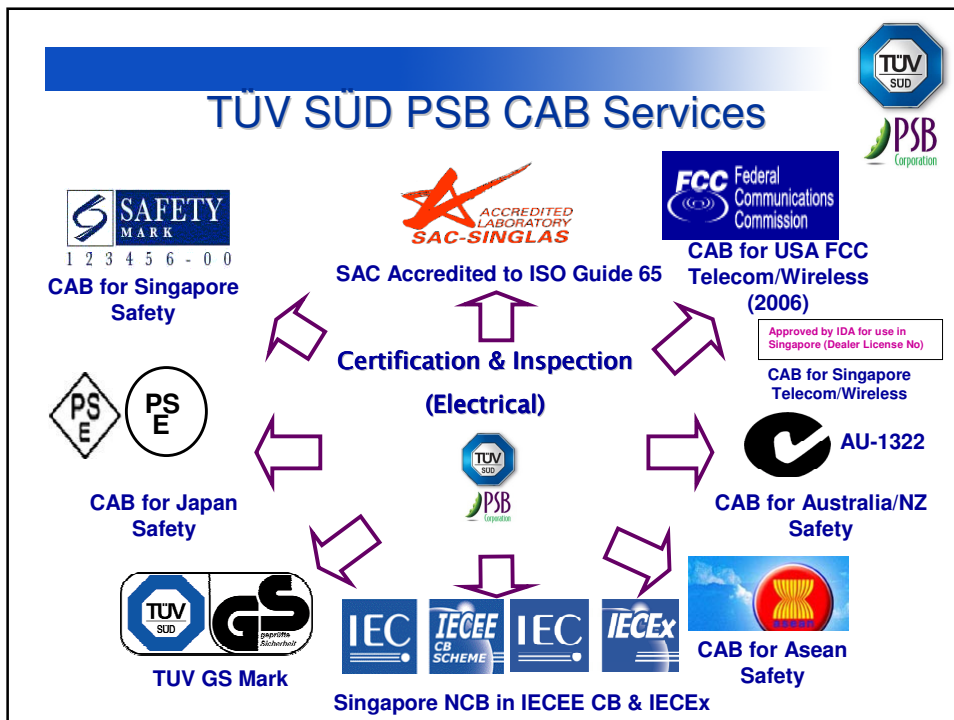 TÜV SÜD PSB CAB Services
TÜV
SÜD
PSB
Corporation
SAFETY
MARK
1 2 3 4 5 6 - 0 0
CAB for Singapore
Safety
ACCREDITED
LABORATORY
SAC-SINGLAS
SAC Accredited to ISO Guide 65
FCC Federal
Communications
Commission
CAB for USA FCC
Telecom/Wireless
(2006)
Approved by IDA for use in
Singapore (Dealer License No)
CAB for Singapore
Telecom/Wireless
Certification & Inspection
(Electrical)
TÜV
SÜD
PSB
Corporation
PS
E
PS
E
CAB for Japan
Safety
AU-1322
CAB for Australia/NZ
Safety
TÜV
SÜD
GS
geprüfte
Sicherheit
TUV GS Mark
IEC
IECEE
CB
SCHEME
IEC
IECEx
Singapore NCB in IECEE CB & IECEx
asean
CAB for Asean
Safety